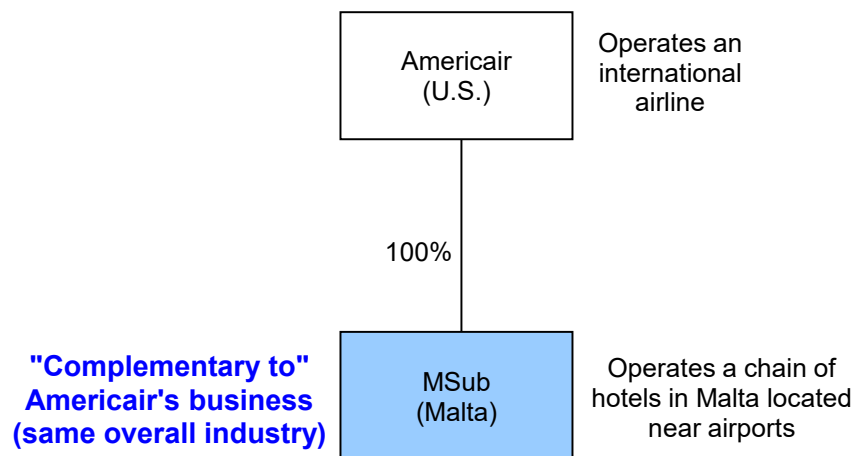 Americair
(U.S.)
Operates an
international
airline
100%
"Complementary to"
Americair's business
(same overall industry)
MSub
(Malta)
Operates a chain of
hotels in Malta located
near airports